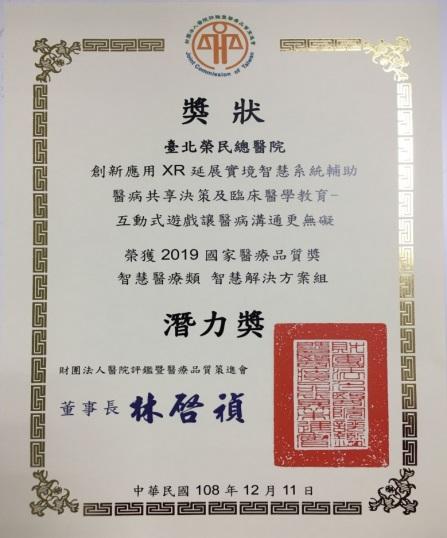 財團法人醫院評鑑暨醫療品質策進會
Joint Commission of Taiwan
獎狀
臺北榮民總醫院
創新應用 XR 延展實境智慧系統輔助
醫病共享決策及臨床醫學教育-
互動式遊戲讓醫病溝通更無礙
榮獲 2019 國家醫療品質獎
智慧醫療類 智慧解決方案組
潛力獎
財團法人醫院評鑑暨醫療品質策進會
董事長 林啓禎
中華民國 108 年 12 月 11 日